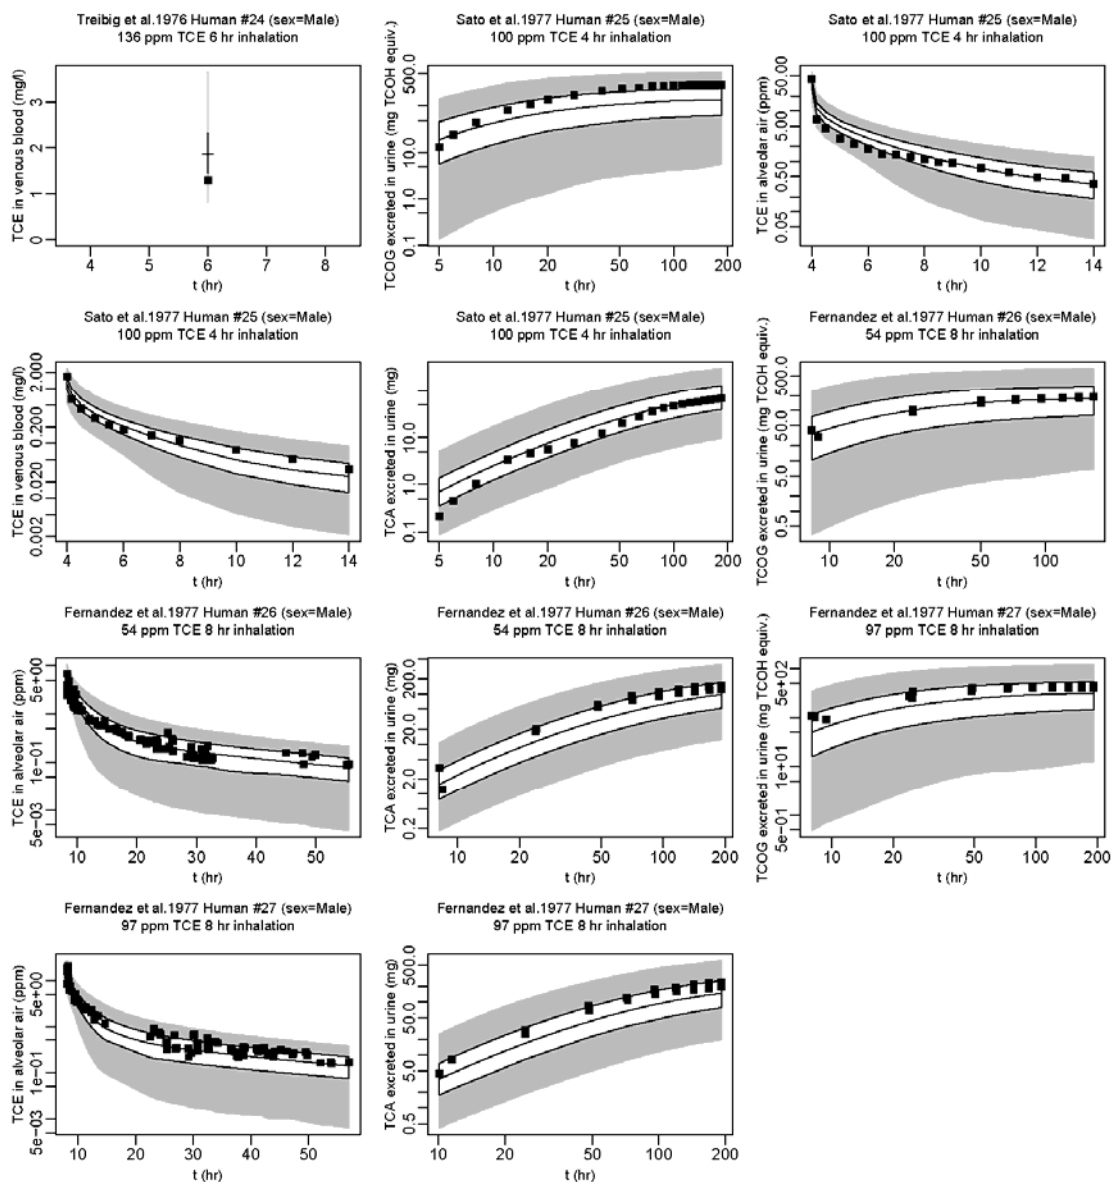 Treibig et al.1976 Human #24 (sex=Male)
136 ppm TCE 6 hr inhalation
TCE in venous blood (mg/l)
3
2
1
0
4 5 6 7 8
t (hr)
Sato et al.1977 Human #25 (sex=Male)
100 ppm TCE 4 hr inhalation
TCOG excreted in urine (mg TCOH equiv.)
500.0
10.0
1.0
0.1
5 10 20 50 100 200
t (hr)
Sato et al.1977 Human #25 (sex=Male)
100 ppm TCE 4 hr inhalation
TCE in alveolar air (ppm)
50.00
5.00
0.50
0.05
4 6 8 10 12 14
t (hr)
Sato et al.1977 Human #25 (sex=Male)
100 ppm TCE 4 hr inhalation
TCE in venous blood (mg/l)
2.000
0.200
0.020
0.002
4 6 8 10 12 14
t (hr)
Sato et al.1977 Human #25 (sex=Male)
100 ppm TCE 4 hr inhalation
TCA excreted in urine (mg)
10.0
1.0
0.1
5 10 20 50 100 200
t (hr)
Fernandez et al.1977 Human #26 (sex=Male)
54 ppm TCE 8 hr inhalation
TCOG excreted in urine (mg TCOH equiv.)
500.0
50.0
5.0
0.5
10 20 50 100
t (hr)
Fernandez et al.1977 Human #26 (sex=Male)
54 ppm TCE 8 hr inhalation
TCE in alveolar air (ppm)
5e+00
1e-01
5e-03
10 20 30 40 50
t (hr)
Fernandez et al.1977 Human #26 (sex=Male)
54 ppm TCE 8 hr inhalation
TCA excreted in urine (mg)
200.0
20.0
2.0
0.2
10 20 50 100 200
t (hr)
Fernandez et al.1977 Human #27 (sex=Male)
97 ppm TCE 8 hr inhalation
TCOG excreted in urine (mg TCOH equiv.)
5e+02
1e+01
5e-01
10 20 50 100 200
t (hr)
Fernandez et al.1977 Human #27 (sex=Male)
97 ppm TCE 8 hr inhalation
TCE in alveolar air (ppm)
5e+00
1e-01
5e-03
10 20 30 40 50
t (hr)
Fernandez et al.1977 Human #27 (sex=Male)
97 ppm TCE 8 hr inhalation
TCA excreted in urine (mg)
500.0
50.0
5.0
0.5
10 20 50 100 200
t (hr)